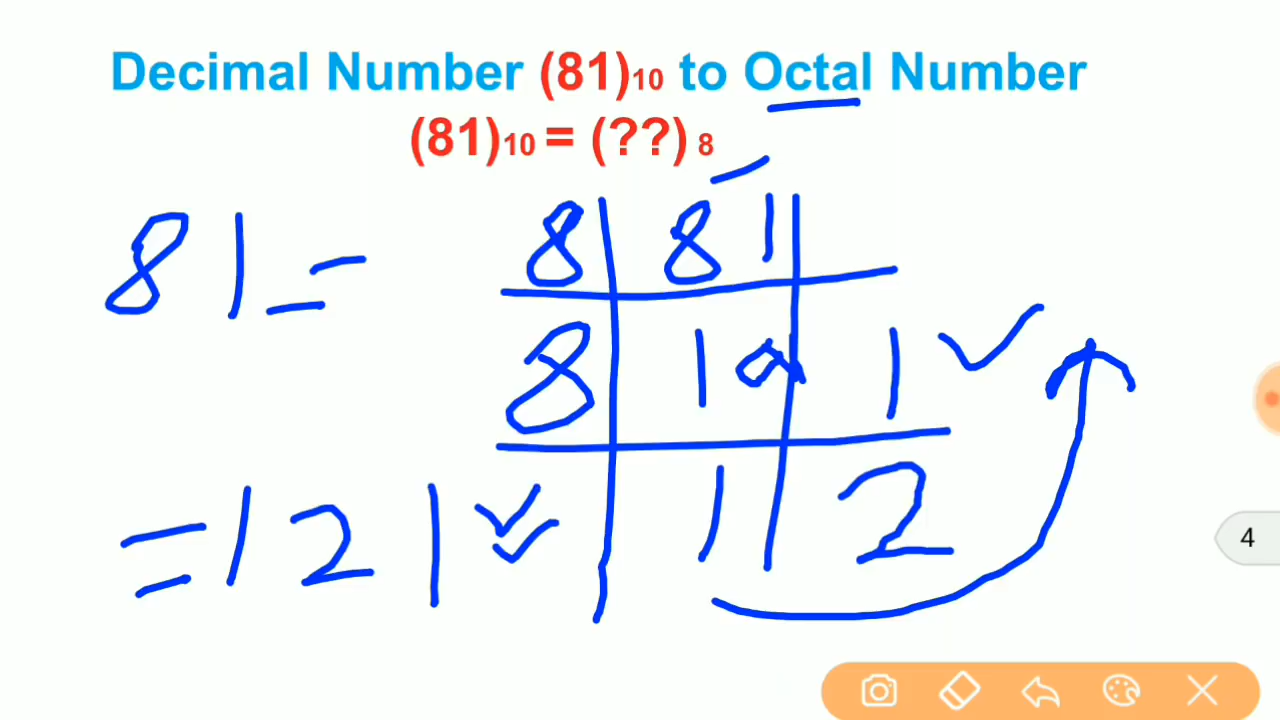 Decimal Number (81)10 to Octal Number
(81)10 = (??) 8
81 =
8 81
8 10 1
1 2
= 121
4